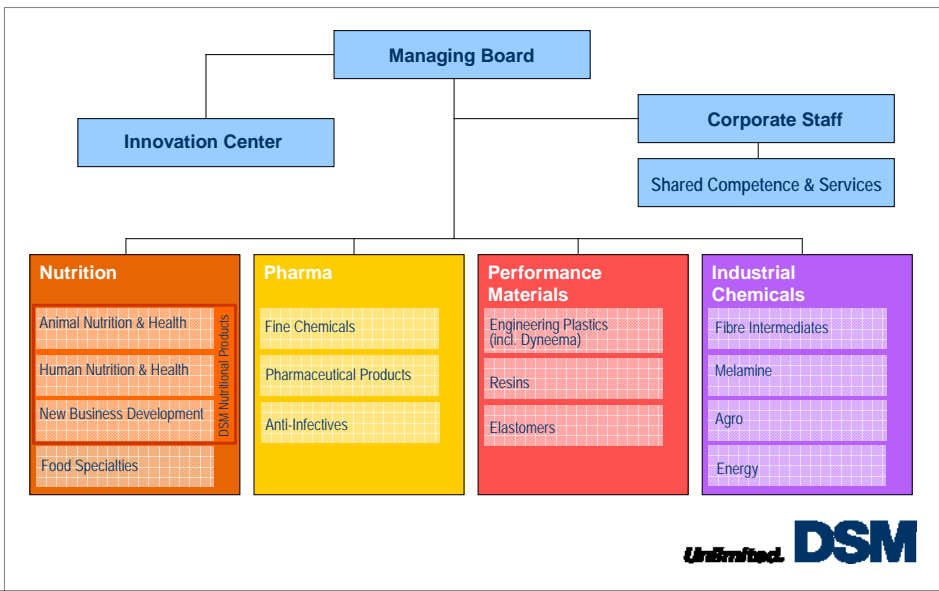 Managing Board
Innovation Center
Corporate Staff
Shared Competence & Services
Nutrition
Animal Nutrition & Health
Human Nutrition & Health
New Business Development
DSM Nutritional Products
Food Specialties
Pharma
Fine Chemicals
Pharmaceutical Products
Anti-Infectives
Performance
Materials
Engineering Plastics
(incl. Dyneema)
Resins
Elastomers
Industrial
Chemicals
Fibre Intermediates
Melamine
Agro
Energy
Unlimited. DSM